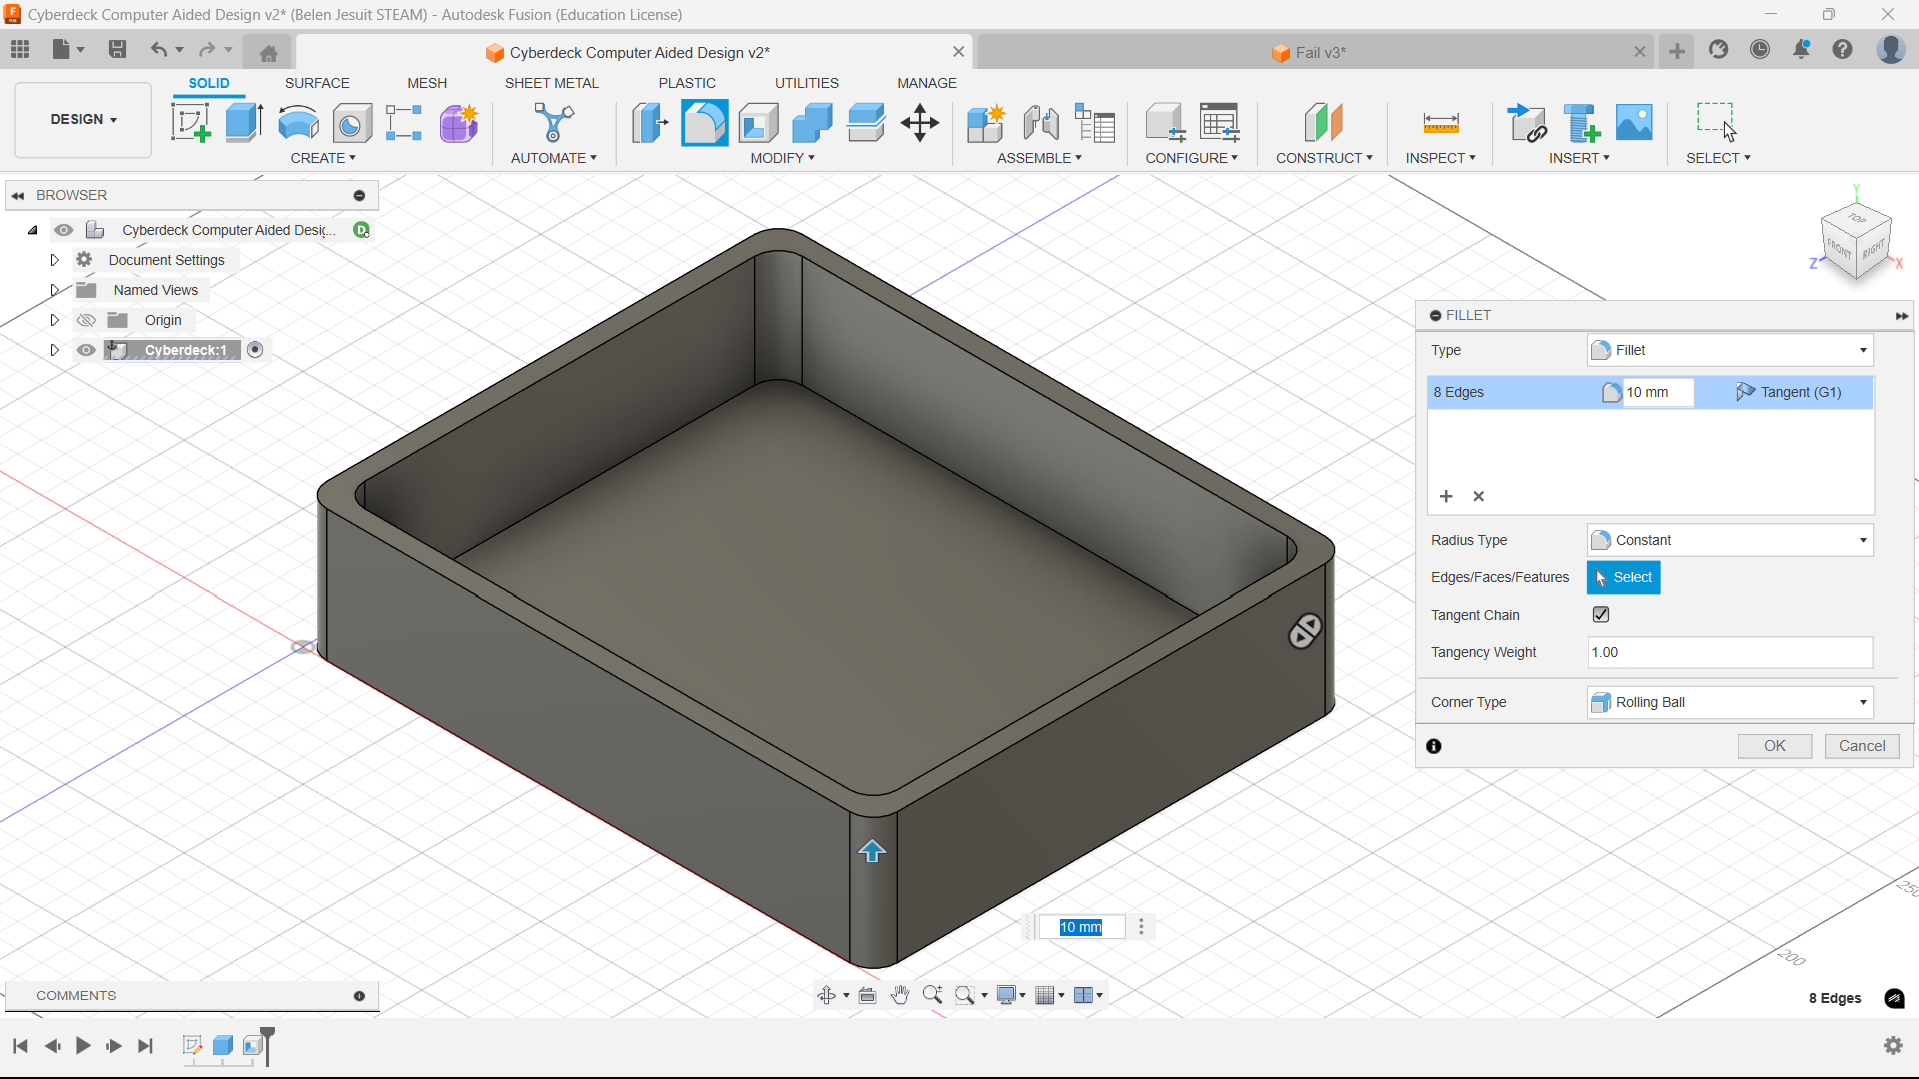 Cyberdeck Computer Aided Design v2* (Belen Jesuit STEAM) - Autodesk Fusion (Education License)
Cyberdeck Computer Aided Design v2*
Fail v3*
SOLID SURFACE MESH SHEET METAL PLASTIC UTILITIES MANAGE
DESIGN
CREATE AUTOMATE MODIFY ASSEMBLE CONFIGURE CONSTRUCT INSPECT INSERT SELECT
BROWSER
Cyberdeck Computer Aided Desig...
D
Document Settings
Named Views
Origin
Cyberdeck:1
Y
TOP
FRONT
RIGHT
Z
X
FILLET
Type Fillet
8 Edges 10 mm Tangent (G1)
Radius Type Constant
Edges/Faces/Features Select
Tangent Chain
Tangency Weight 1.00
Corner Type Rolling Ball
OK Cancel
10 mm
250
200
COMMENTS
8 Edges